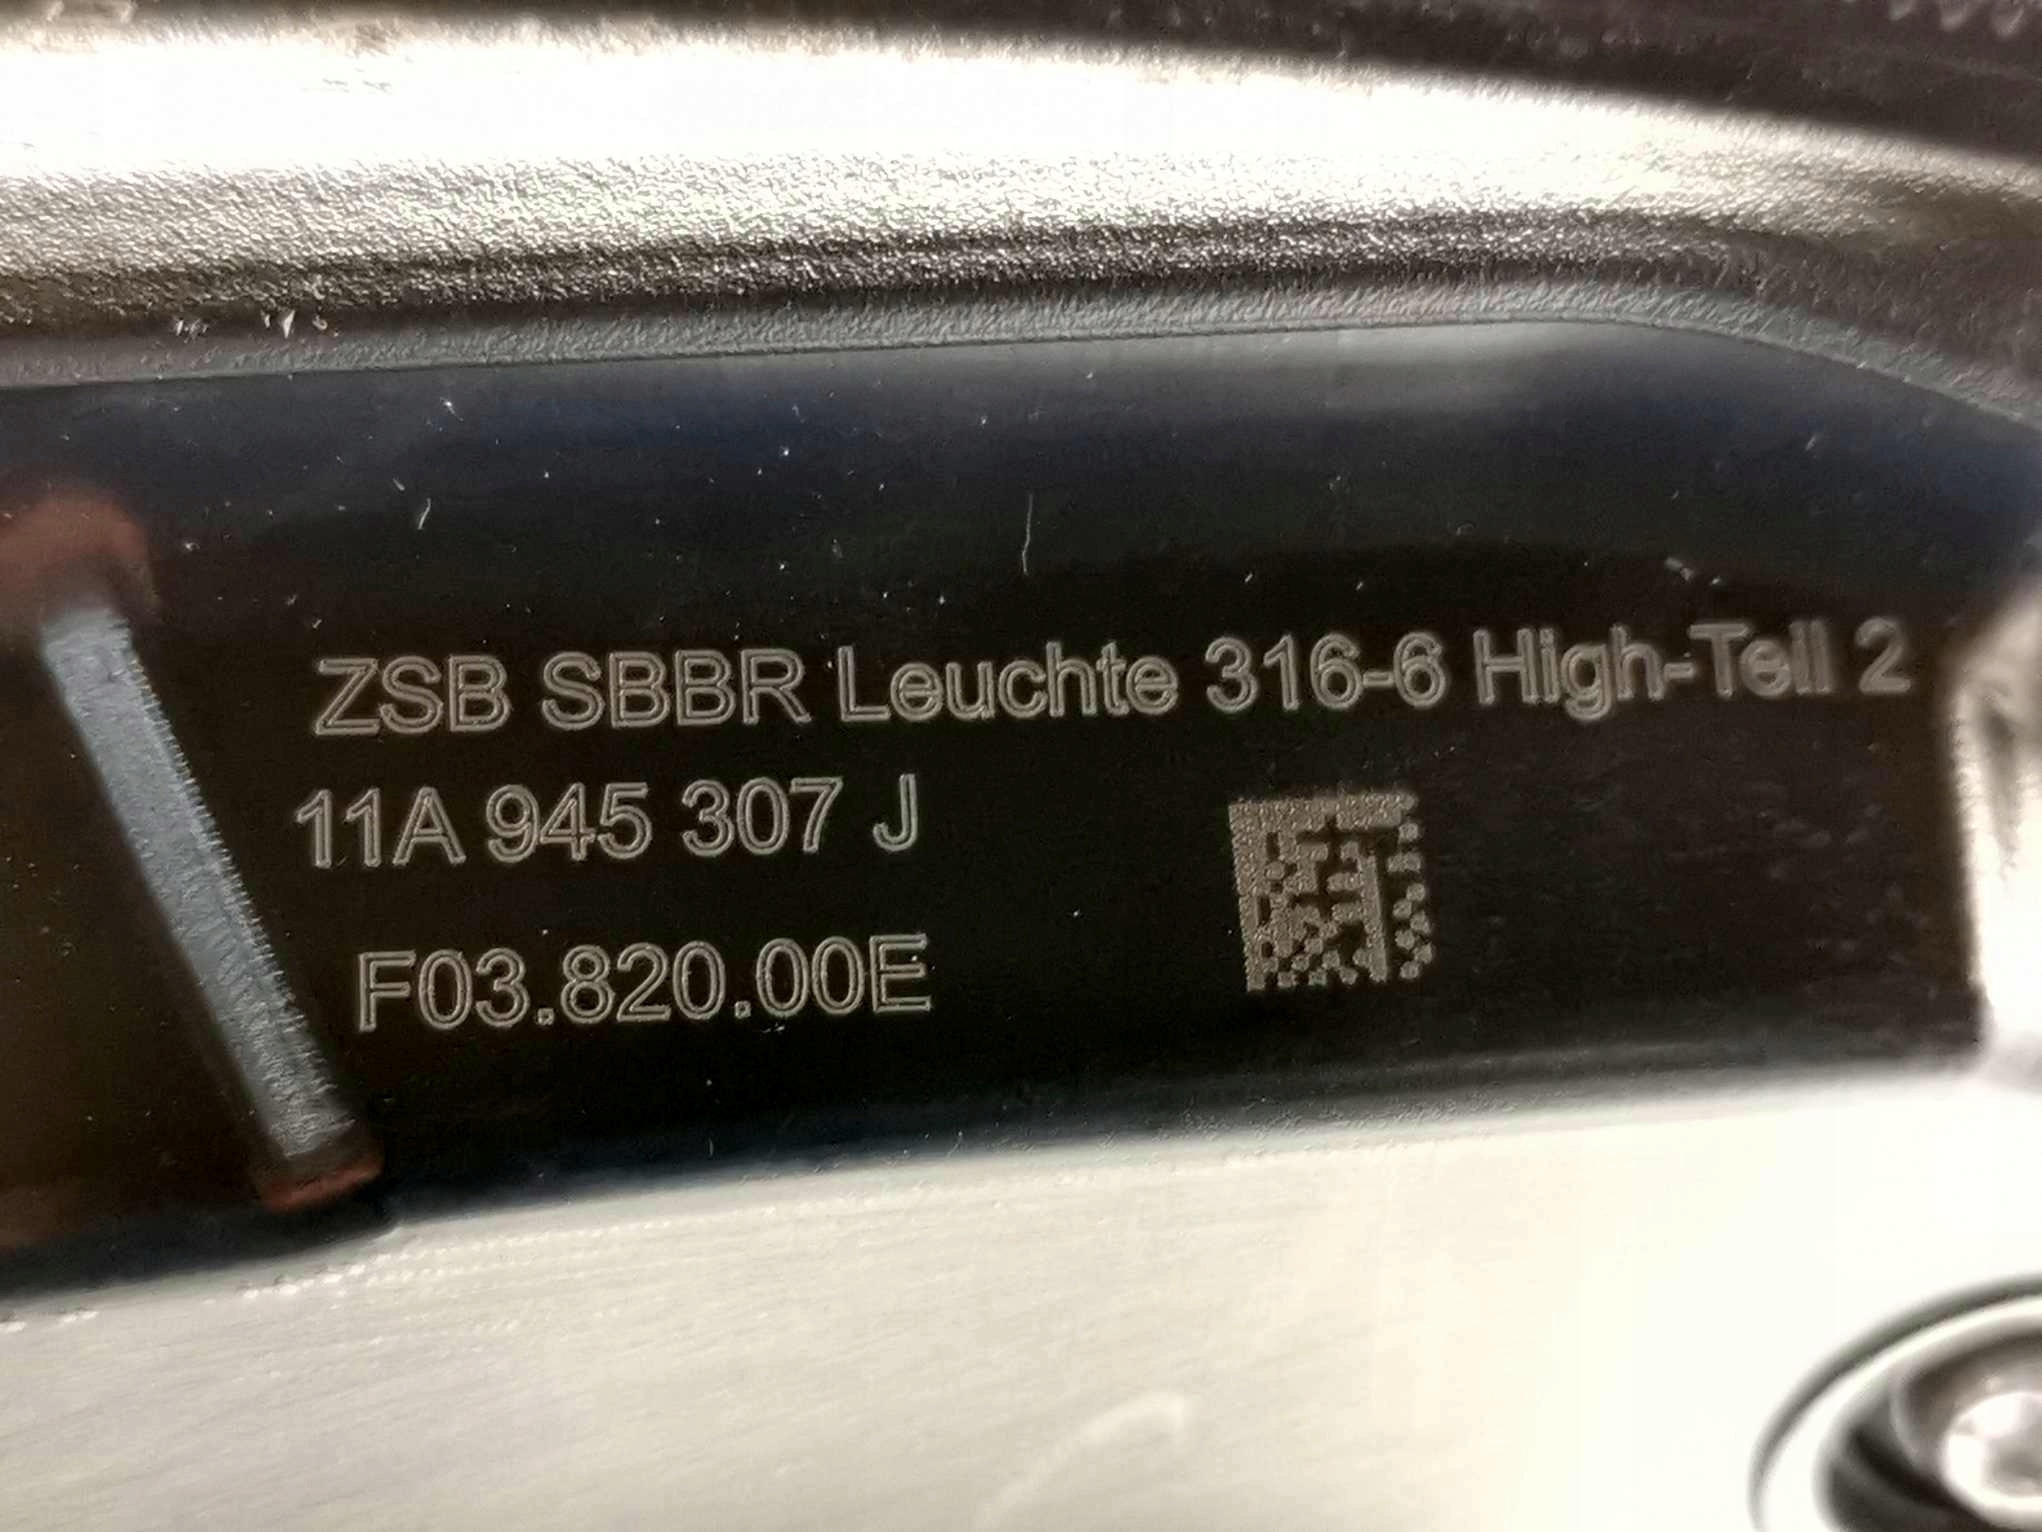 ZSB SBBR Leuchte 316-6 High-Teil 2
11A 945 307 J
F03.820.00E